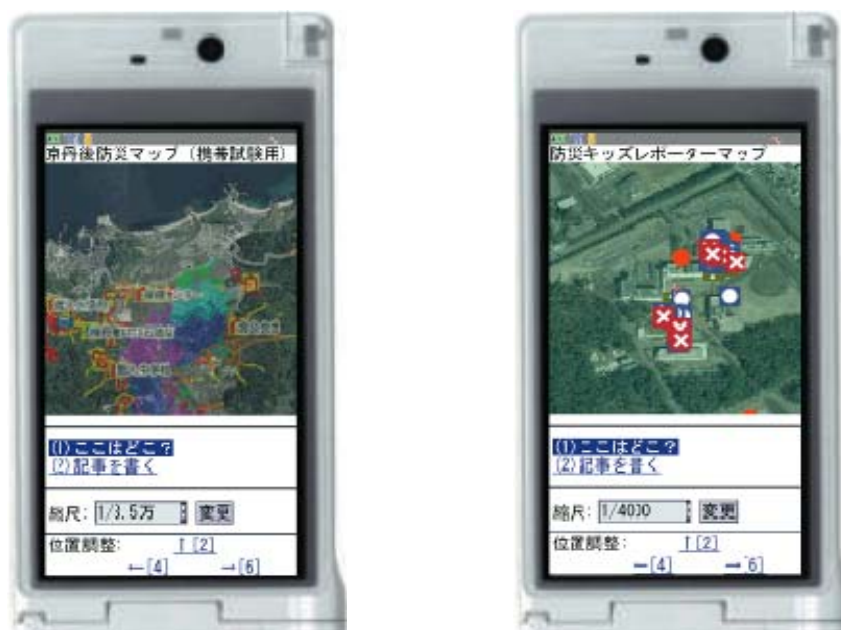 京丹後防災マップ（携帯試験用）
(1)ここはどこ？
(2)記事を書く
縮尺: 1/3.5万 変更
位置調整: ↑[2]
←[4] →[6]
防災キッズレポーターマップ
(1)ここはどこ？
(2)記事を書く
縮尺: 1/4000 変更
位置調整: ↑[2]
←[4] →[6]